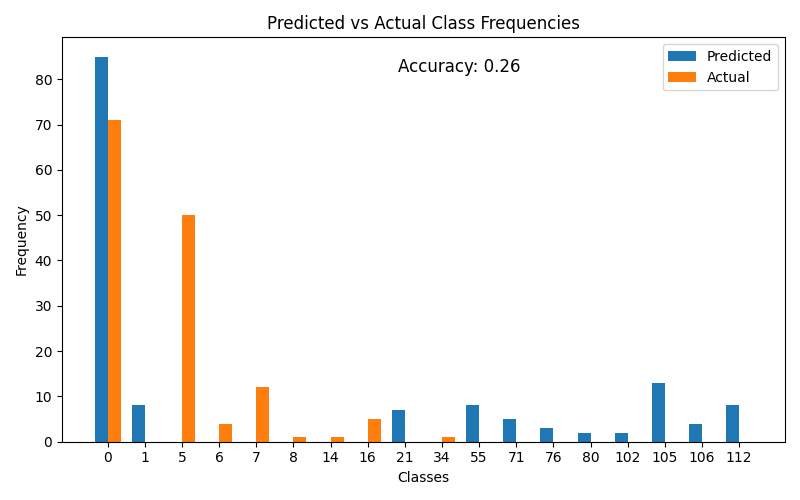 Predicted vs Actual Class Frequencies
Accuracy: 0.26
Predicted
Actual
Frequency
80
70
60
50
40
30
20
10
0
0 1 5 6 7 8 14 16 21 34 55 71 76 80 102 105 106 112
Classes